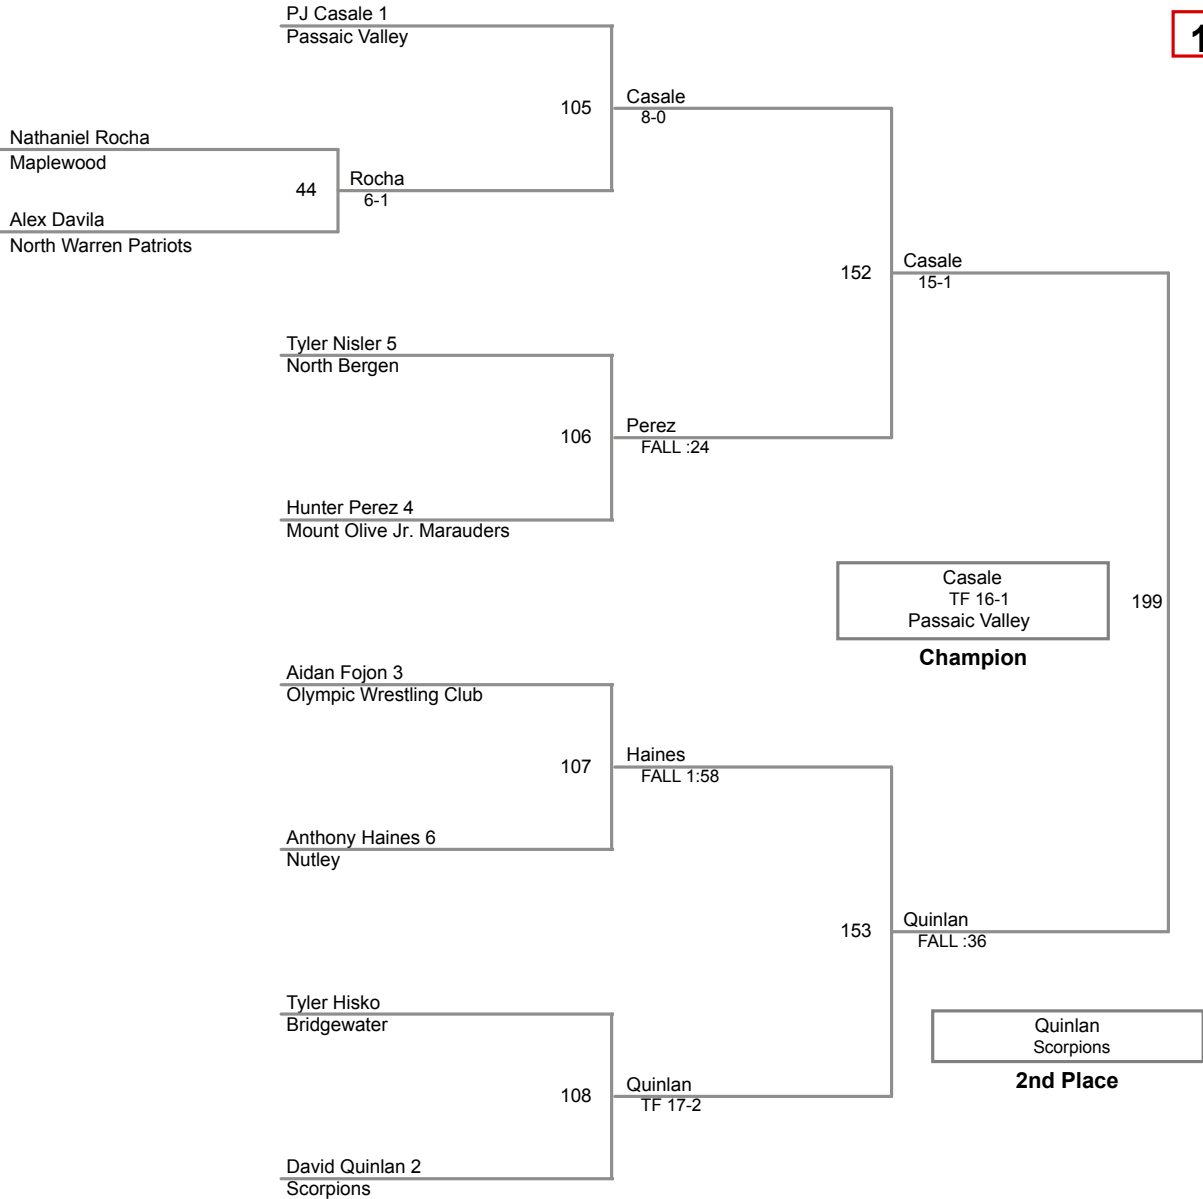 PJ Casale 1
Passaic Valley
1
105
Casale
8-0
Nathaniel Rocha
Maplewood
44
Rocha
6-1
Alex Davila
North Warren Patriots
152
Casale
15-1
Tyler Nisler 5
North Bergen
106
Perez
FALL :24
Hunter Perez 4
Mount Olive Jr. Marauders
Casale
TF 16-1
Passaic Valley
199
Champion
Aidan Fojon 3
Olympic Wrestling Club
107
Haines
FALL 1:58
Anthony Haines 6
Nutley
153
Quinlan
FALL :36
Tyler Hisko
Bridgewater
Quinlan
Scorpions
2nd Place
108
Quinlan
TF 17-2
David Quinlan 2
Scorpions